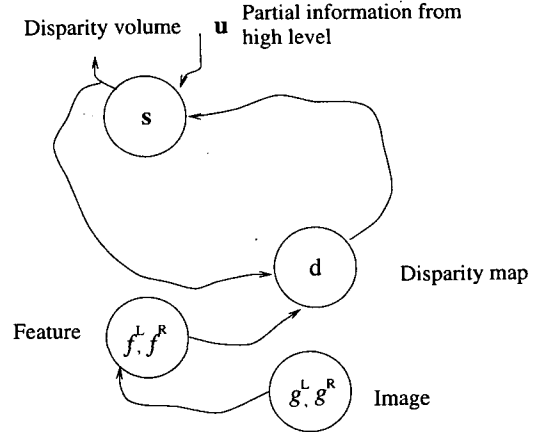 Disparity volume
u Partial information from
high level
s
d
Disparity map
Feature
f^L, f^R
g^L, g^R
Image